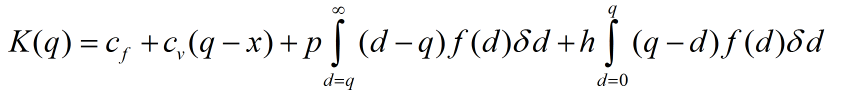 K(q) = c_f + c_v(q − x) + p ∫_{d=q}^{∞} (d − q) f(d)δd + h ∫_{d=0}^{q} (q − d) f(d)δd